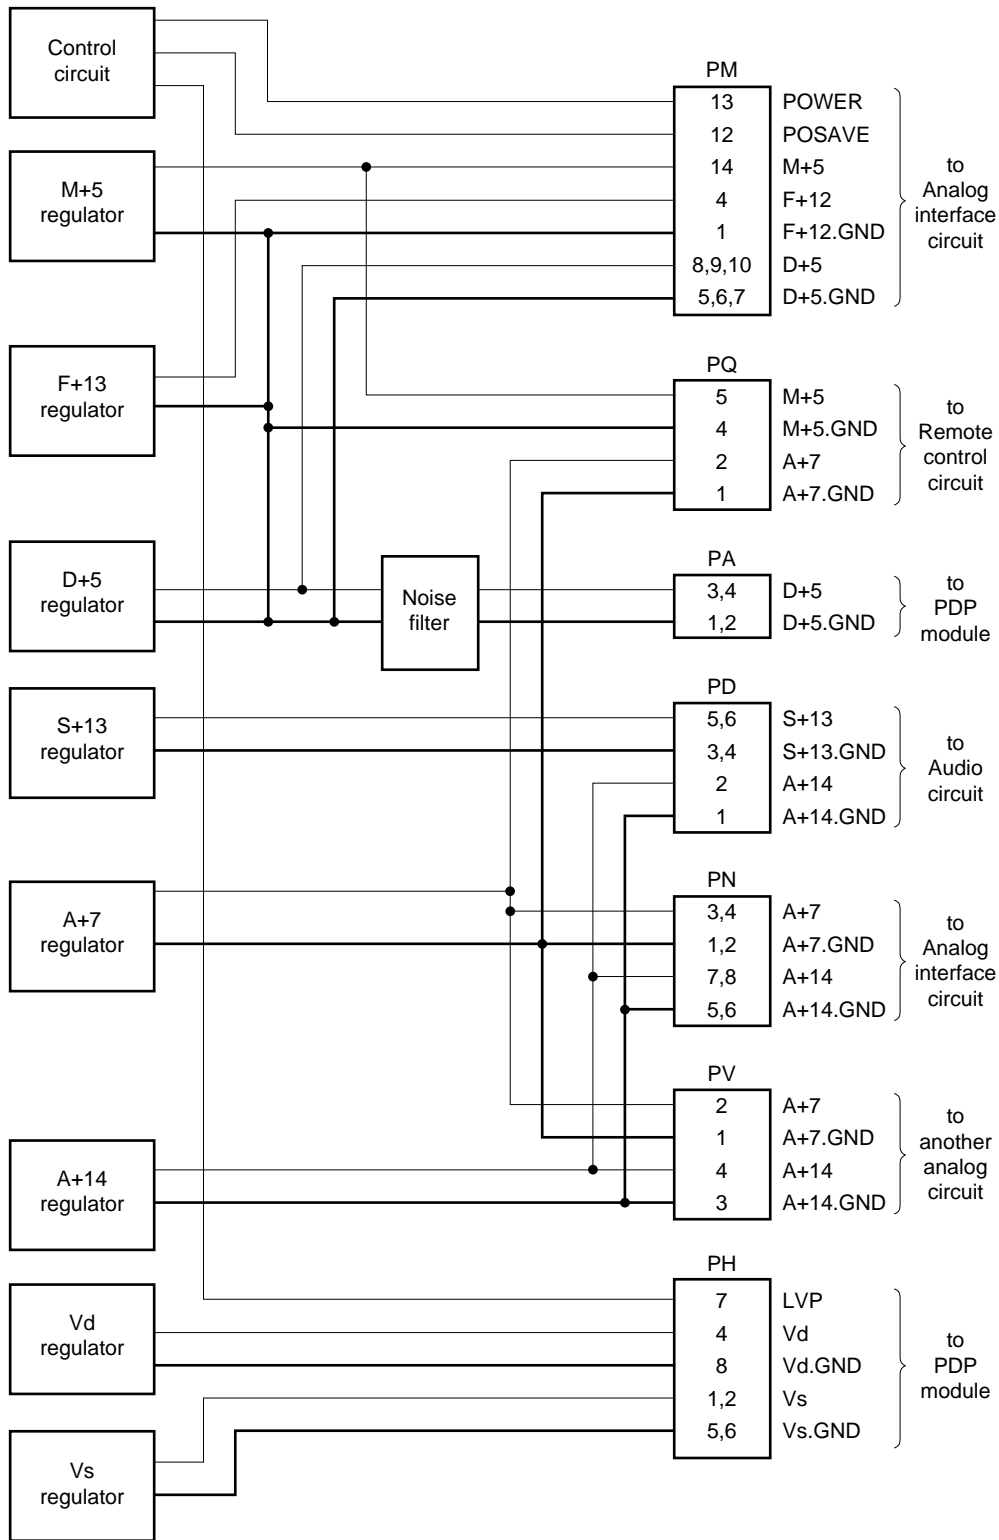 Control
circuit
M+5
regulator
F+13
regulator
D+5
regulator
S+13
regulator
A+7
regulator
A+14
regulator
Vd
regulator
Vs
regulator
Noise
filter
PM
13 POWER
12 POSAVE
14 M+5
4 F+12
1 F+12.GND
8,9,10 D+5
5,6,7 D+5.GND
to
Analog
interface
circuit
PQ
5 M+5
4 M+5.GND
2 A+7
1 A+7.GND
to
Remote
control
circuit
PA
3,4 D+5
1,2 D+5.GND
to
PDP
module
PD
5,6 S+13
3,4 S+13.GND
2 A+14
1 A+14.GND
to
Audio
circuit
PN
3,4 A+7
1,2 A+7.GND
7,8 A+14
5,6 A+14.GND
to
Analog
interface
circuit
PV
2 A+7
1 A+7.GND
4 A+14
3 A+14.GND
to
another
analog
circuit
PH
7 LVP
4 Vd
8 Vd.GND
1,2 Vs
5,6 Vs.GND
to
PDP
module